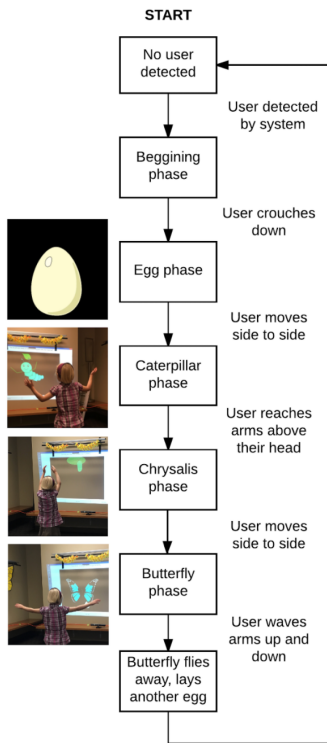 START
No user
detected
User detected
by system
Beggining
phase
User crouches
down
Egg phase
User moves
side to side
Caterpillar
phase
User reaches
arms above
their head
Chrysalis
phase
User moves
side to side
Butterfly
phase
User waves
arms up and
down
Butterfly flies
away, lays
another egg